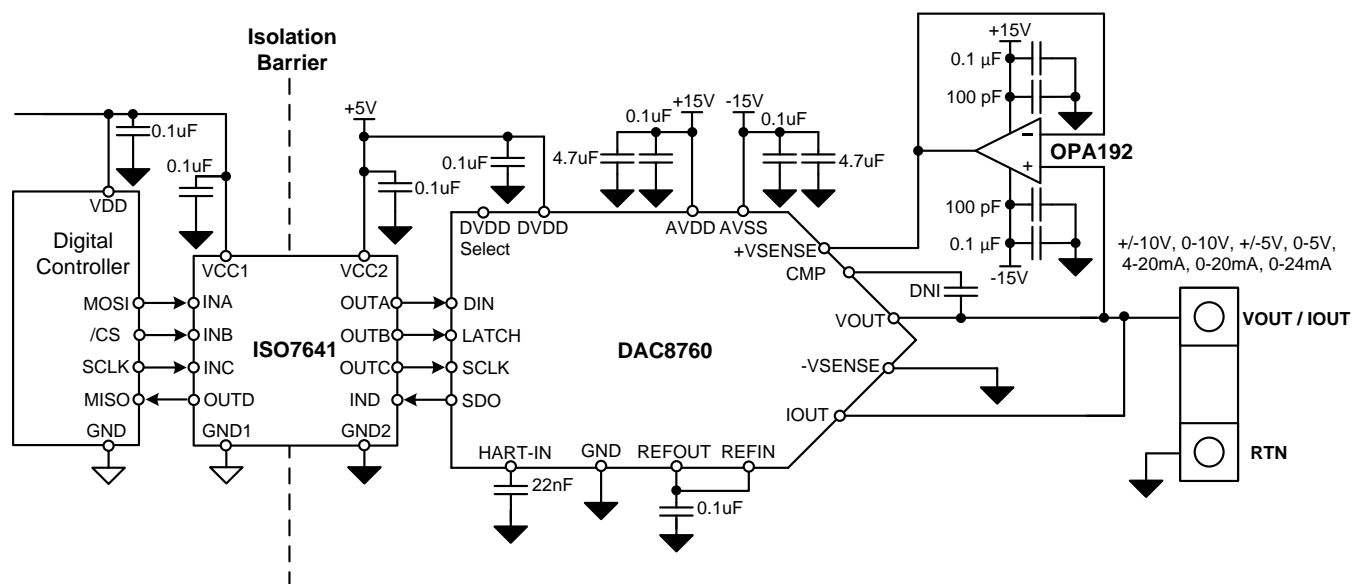 Isolation
Barrier
0.1uF
0.1uF
VDD
Digital
Controller
MOSI
/CS
SCLK
MISO
GND
VCC1
VCC2
INA
INB
INC
OUTD
GND1
ISO7641
OUTA
OUTB
OUTC
IND
GND2
+5V
0.1uF
0.1uF
4.7uF
0.1uF
+15V
-15V
0.1uF
4.7uF
DVDD
Select
DVDD
AVDD
AVSS
+VSENSE
CMP
DNI
VOUT
-VSENSE
IOUT
DIN
LATCH
SCLK
SDO
DAC8760
HART-IN
GND
REFOUT
REFIN
22nF
0.1uF
+15V
0.1 µF
100 pF
–
+
OPA192
100 pF
0.1 µF
-15V
+/-10V, 0-10V, +/-5V, 0-5V,
4-20mA, 0-20mA, 0-24mA
VOUT / IOUT
RTN